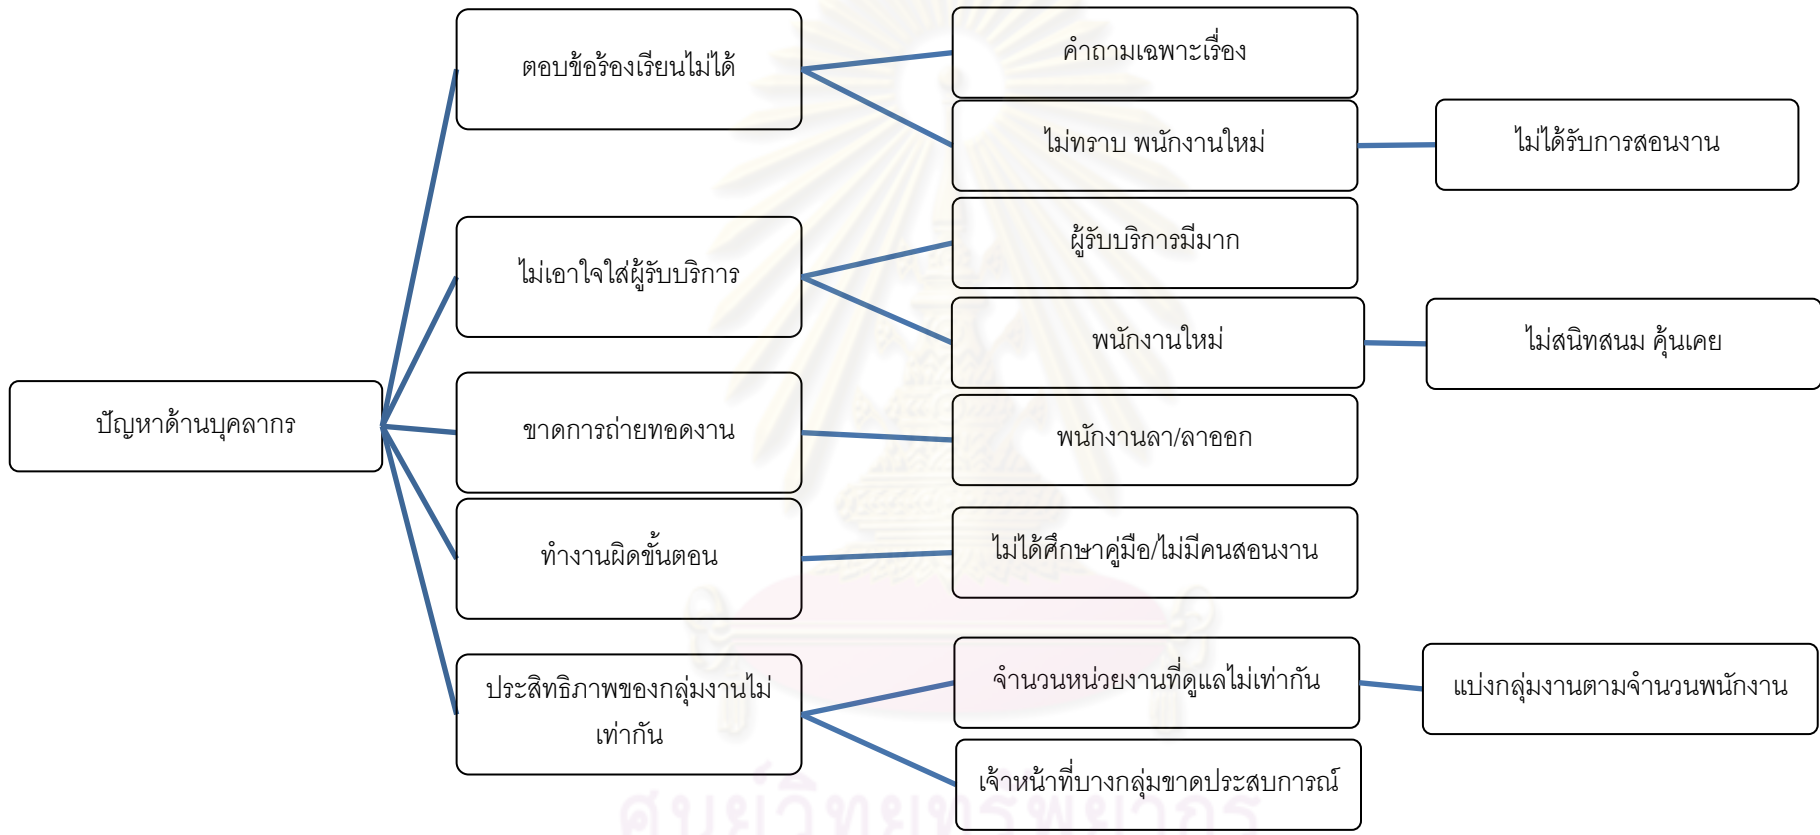 ตอบข้อร้องเรียนไม่ได้
คำถามเฉพาะเรื่อง
ไม่ทราบ พนักงานใหม่
ไม่ได้รับการสอนงาน
ไม่เอาใจใส่ผู้รับบริการ
ผู้รับบริการมีมาก
พนักงานใหม่
ไม่สนิทสนม คุ้นเคย
ปัญหาด้านบุคลากร
ขาดการถ่ายทอดงาน
พนักงานลา/ลาออก
ทำงานผิดขั้นตอน
ไม่ได้ศึกษาคู่มือ/ไม่มีคนสอนงาน
ประสิทธิภาพของกลุ่มงานไม่
เท่ากัน
จำนวนหน่วยงานที่ดูแลไม่เท่ากัน
แบ่งกลุ่มงานตามจำนวนพนักงาน
เจ้าหน้าที่บางกลุ่มขาดประสบการณ์
ศูนย์วิทยทรัพยากร